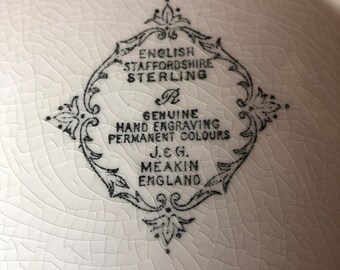 ENGLISH
STAFFORDSHIRE
STERLING
R
GENUINE
HAND ENGRAVING
PERMANENT COLOURS
J. & G.
MEAKIN
ENGLAND